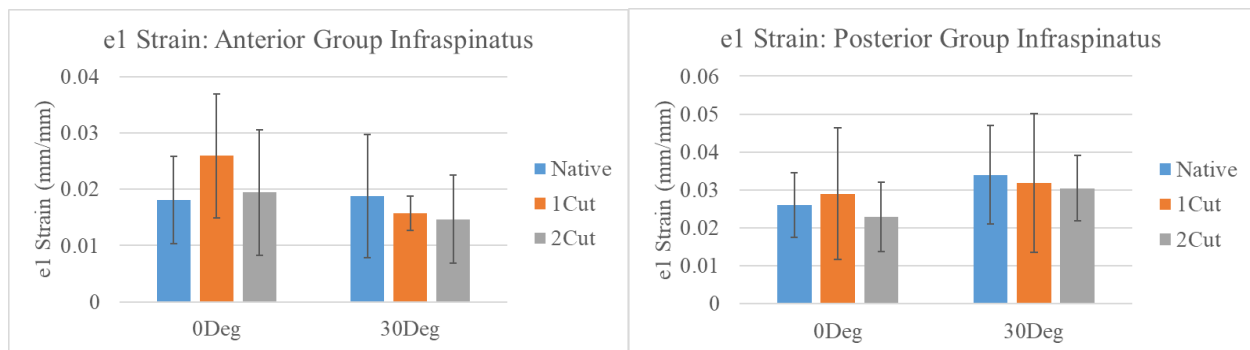 e1 Strain: Anterior Group Infraspinatus
e1 Strain (mm/mm)
0.04
0.03
0.02
0.01
0
0Deg
30Deg
Native
1Cut
2Cut
e1 Strain: Posterior Group Infraspinatus
e1 Strain (mm/mm)
0.06
0.05
0.04
0.03
0.02
0.01
0
0Deg
30Deg
Native
1Cut
2Cut